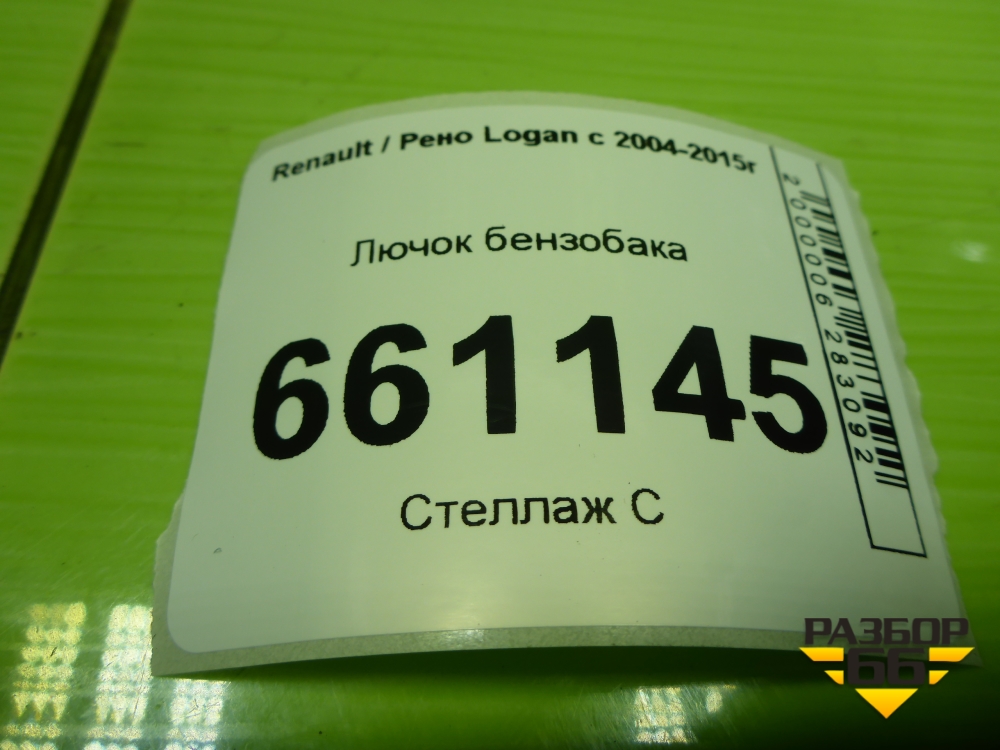 Renault / Рено Logan с 2004-2015г
Лючок бензобака
661145
Стеллаж С
2000006283092
РАЗБОР
66